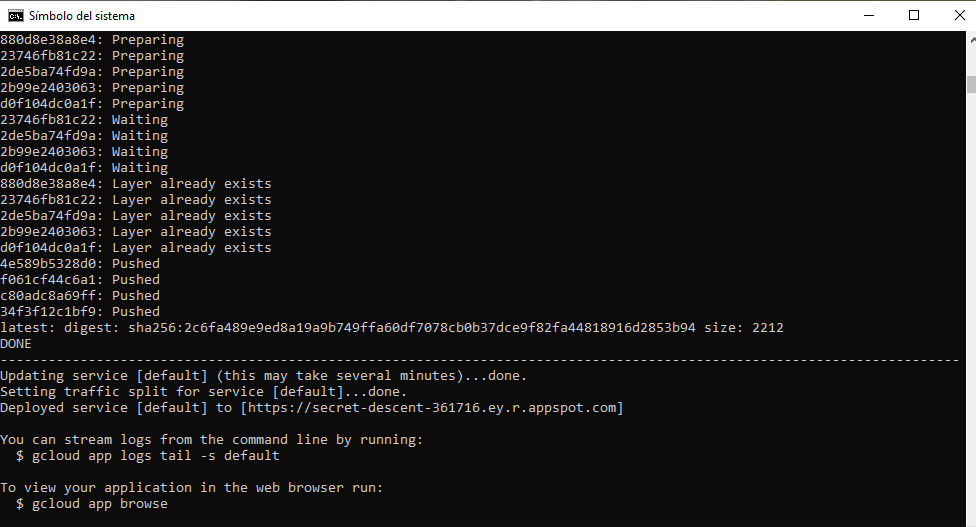 Símbolo del sistema
880d8e38a8e4: Preparing
23746fb81c22: Preparing
2de5ba74fd9a: Preparing
2b99e2403063: Preparing
d0f104dc0a1f: Preparing
23746fb81c22: Waiting
2de5ba74fd9a: Waiting
2b99e2403063: Waiting
d0f104dc0a1f: Waiting
880d8e38a8e4: Layer already exists
23746fb81c22: Layer already exists
2de5ba74fd9a: Layer already exists
2b99e2403063: Layer already exists
d0f104dc0a1f: Layer already exists
4e589b5328d0: Pushed
f061cf44c6a1: Pushed
c80adc8a69ff: Pushed
34f3f12c1bf9: Pushed
latest: digest: sha256:2c6fa489e9ed8a19a9b749ffa60df7078cb0b37dce9f82fa44818916d2853b94 size: 2212
DONE
------------------------------------------------------------------------------------------------------------------------
Updating service [default] (this may take several minutes)...done.
Setting traffic split for service [default]...done.
Deployed service [default] to [https://secret-descent-361716.ey.r.appspot.com]
You can stream logs from the command line by running:
  $ gcloud app logs tail -s default
To view your application in the web browser run:
  $ gcloud app browse